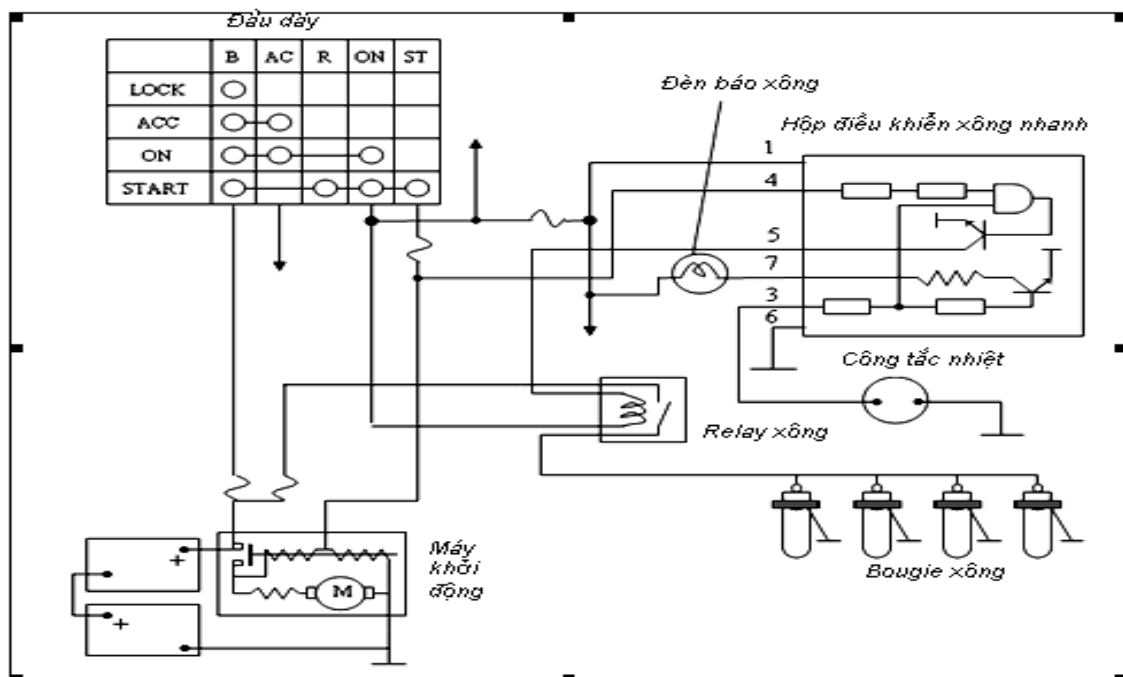 Đầu dây
B AC R ON ST
LOCK
ACC
ON
START
Đèn báo xông
Hộp điều khiển xông nhanh
1
4
5
7
3
6
Công tắc nhiệt
Relay xông
Bougie xông
Máy
khởi
động
M
+
+